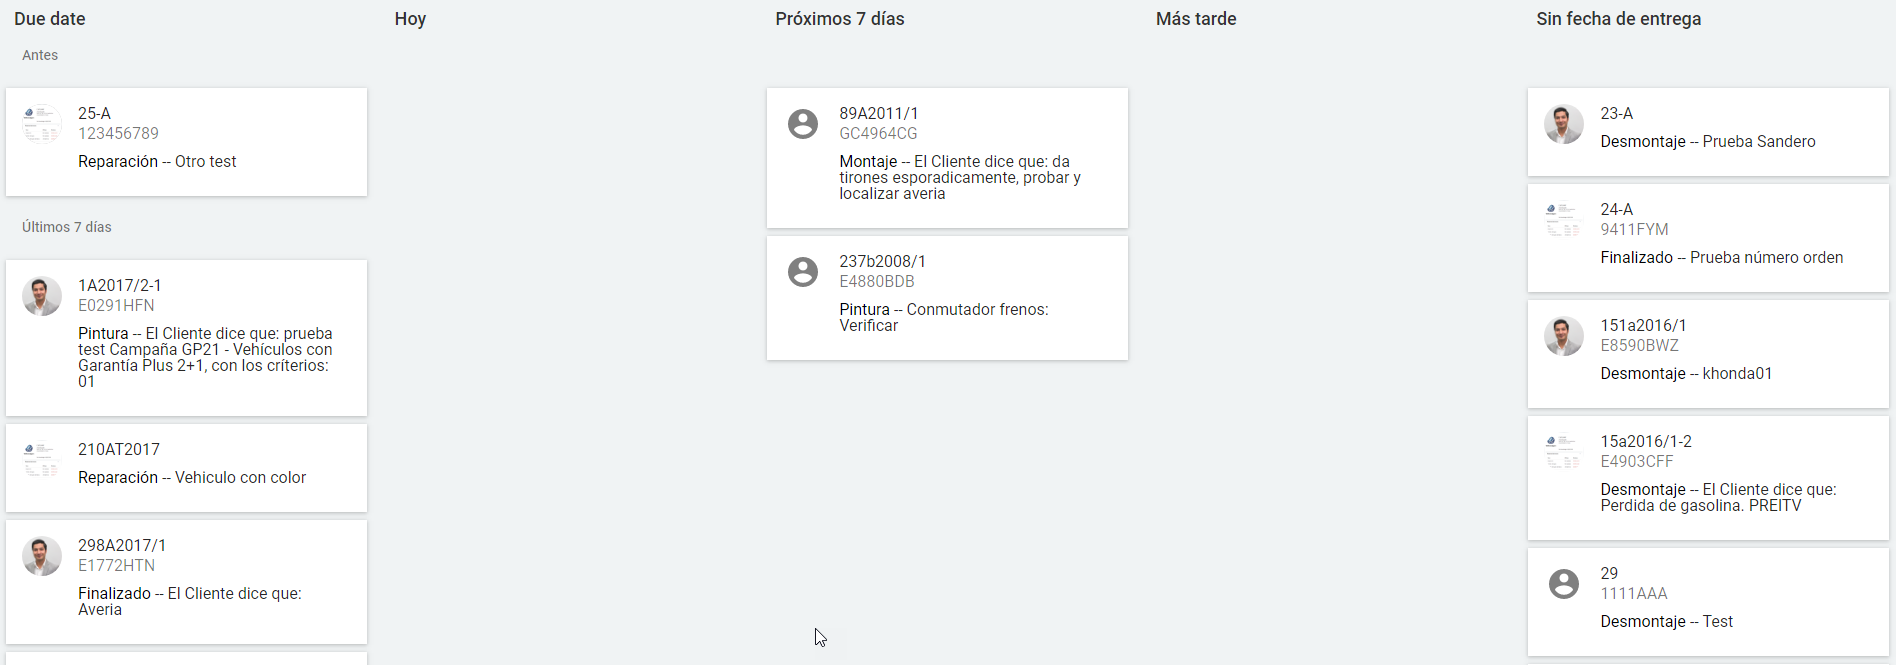 Due date
Antes
25-A
123456789
Reparación -- Otro test
Últimos 7 días
1A2017/2-1
E0291HFN
Pintura -- El Cliente dice que: prueba
test Campaña GP21 - Vehículos con
Garantía Plus 2+1, con los críterios:
01
210AT2017
Reparación -- Vehiculo con color
298A2017/1
E1772HTN
Finalizado -- El Cliente dice que:
Averia
Hoy
Próximos 7 días
89A2011/1
GC4964CG
Montaje -- El Cliente dice que: da
tirones esporadicamente, probar y
localizar averia
237b2008/1
E4880BDB
Pintura -- Conmutador frenos:
Verificar
Más tarde
Sin fecha de entrega
23-A
Desmontaje -- Prueba Sandero
24-A
9411FYM
Finalizado -- Prueba número orden
151a2016/1
E8590BWZ
Desmontaje -- khonda01
15a2016/1-2
E4903CFF
Desmontaje -- El Cliente dice que:
Perdida de gasolina. PREITV
29
1111AAA
Desmontaje -- Test